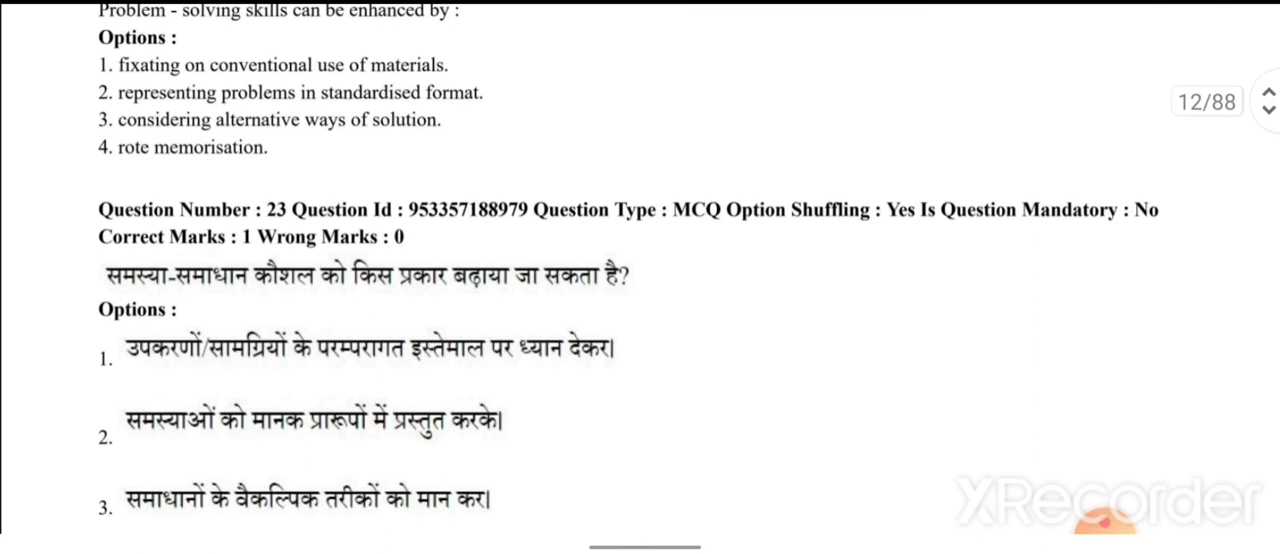 Problem - solving skills can be enhanced by :
Options :
1. fixating on conventional use of materials.
2. representing problems in standardised format.
3. considering alternative ways of solution.
4. rote memorisation.
12/88
Question Number : 23 Question Id : 953357188979 Question Type : MCQ Option Shuffling : Yes Is Question Mandatory : No
Correct Marks : 1 Wrong Marks : 0
समस्या-समाधान कौशल को किस प्रकार बढ़ाया जा सकता है?
Options :
1. उपकरणों/सामग्रियों के परम्परागत इस्तेमाल पर ध्यान देकर।
2. समस्याओं को मानक प्रारूपों में प्रस्तुत करके।
3. समाधानों के वैकल्पिक तरीकों को मान कर।
XRecorder